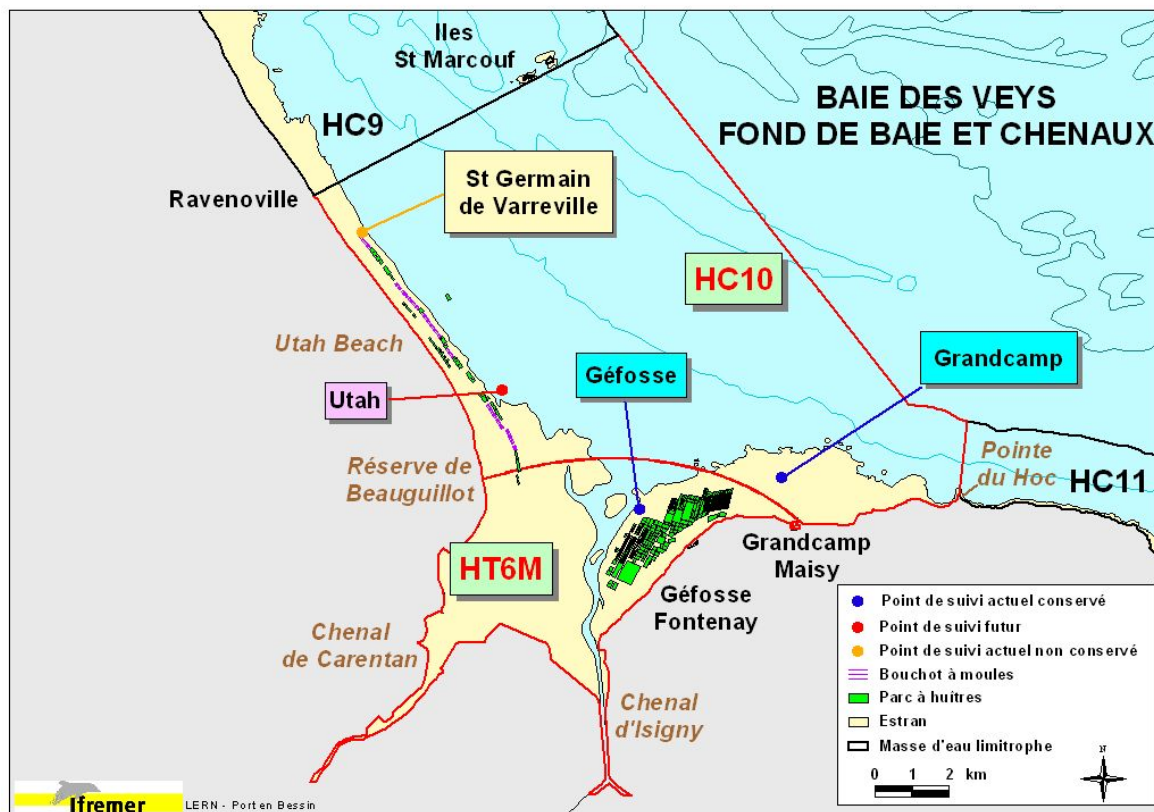 Iles
St Marcouf
BAIE DES VEYS
FOND DE BAIE ET CHENAUX
HC9
St Germain
de Varreville
Ravenoville
HC10
Utah Beach
Grandcamp
Géfosse
Utah
Réserve de
Beauguillot
Pointe
du Hoc
HC11
HT6M
Grandcamp
Maisy
Géfosse
Fontenay
Chenal
de Carentan
Chenal
d'Isigny
Point de suivi actuel conservé
Point de suivi futur
Point de suivi actuel non conservé
Bouchot à moules
Parc à huîtres
Estran
Masse d'eau limitrophe
N
0 1 2 km
Ifremer
LERN - Port en Bessin